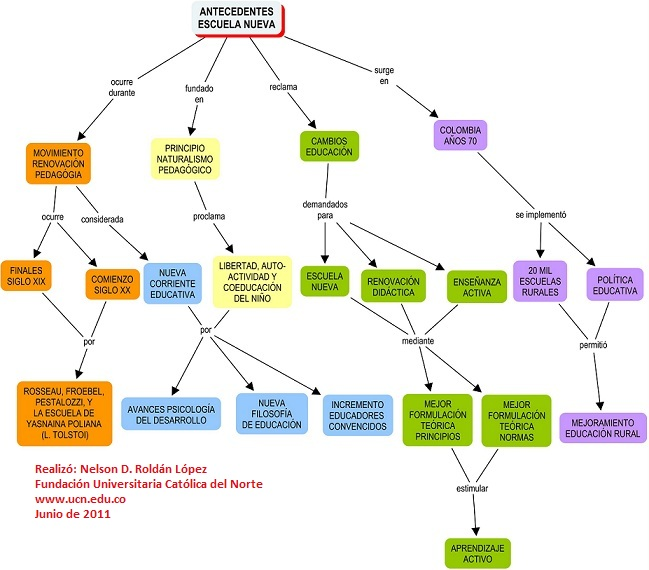 ANTECEDENTES
ESCUELA NUEVA
ocurre
durante
fundado
en
reclama
surge
en
MOVIMIENTO
RENOVACIÓN
PEDAGÓGIA
PRINCIPIO
NATURALISMO
PEDAGÓGICO
CAMBIOS
EDUCACIÓN
COLOMBIA
AÑOS 70
ocurre
considerada
proclama
demandados
para
se implementó
FINALES
SIGLO XIX
COMIENZO
SIGLO XX
NUEVA
CORRIENTE
EDUCATIVA
LIBERTAD, AUTO-
ACTIVIDAD Y
COEDUCACIÓN
DEL NIÑO
ESCUELA
NUEVA
RENOVACIÓN
DIDÁCTICA
ENSEÑANZA
ACTIVA
20 MIL
ESCUELAS
RURALES
POLÍTICA
EDUCATIVA
por
por
mediante
permitió
ROSSEAU, FROEBEL,
PESTALOZZI, Y
LA ESCUELA DE
YASNAINA POLIANA
(L. TOLSTOI)
AVANCES PSICOLOGÍA
DEL DESARROLLO
NUEVA
FILOSOFÍA
DE EDUCACIÓN
INCREMENTO
EDUCADORES
CONVENCIDOS
MEJOR
FORMULACIÓN
TEÓRICA
PRINCIPIOS
MEJOR
FORMULACIÓN
TEÓRICA
NORMAS
MEJORAMIENTO
EDUCACIÓN RURAL
estimular
APRENDIZAJE
ACTIVO
Realizó: Nelson D. Roldán López
Fundación Universitaria Católica del Norte
www.ucn.edu.co
Junio de 2011